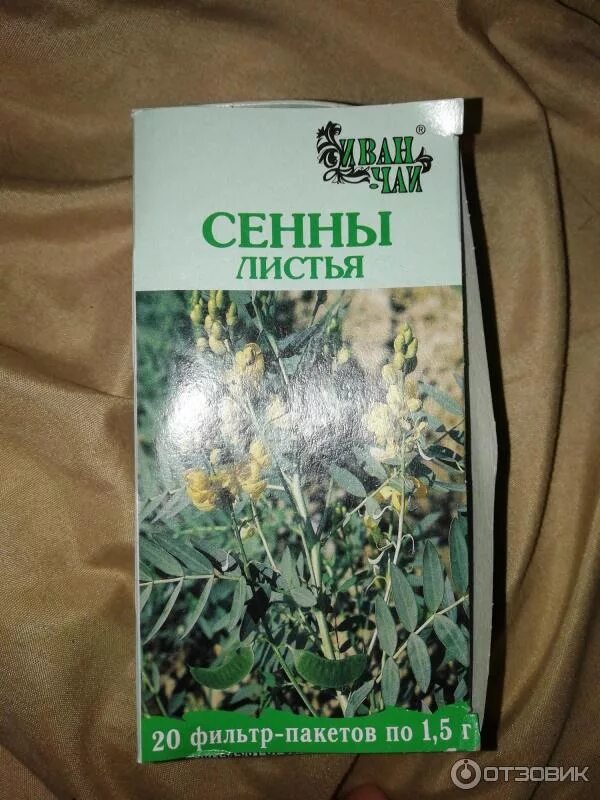 ИВАН
-ЧАЙ
®
СЕННЫ
ЛИСТЬЯ
20 фильтр-пакетов по 1,5 г
ОТЗОВИК